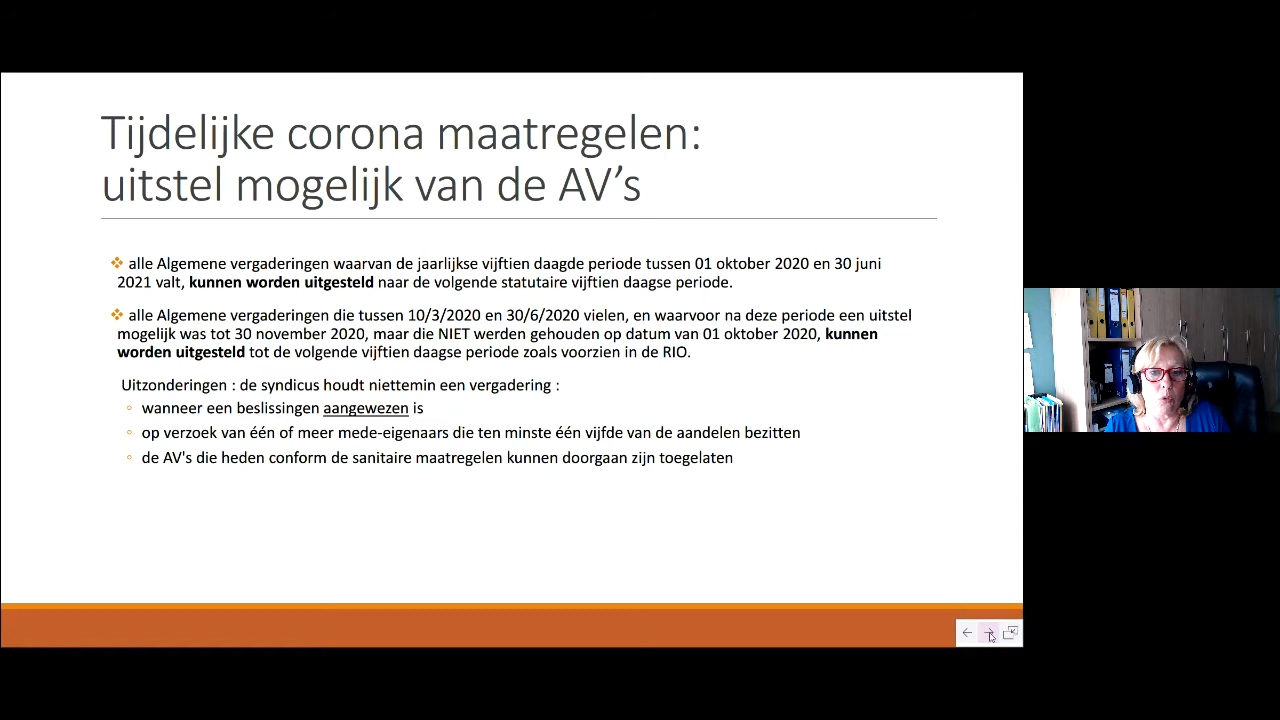 Tijdelijke corona maatregelen:
uitstel mogelijk van de AV’s
❖ alle Algemene vergaderingen waarvan de jaarlijkse vijftien daagde periode tussen 01 oktober 2020 en 30 juni
2021 valt, kunnen worden uitgesteld naar de volgende statutaire vijftien daagse periode.
❖ alle Algemene vergaderingen die tussen 10/3/2020 en 30/6/2020 vielen, en waarvoor na deze periode een uitstel
mogelijk was tot 30 november 2020, maar die NIET werden gehouden op datum van 01 oktober 2020, kunnen
worden uitgesteld tot de volgende vijftien daagse periode zoals voorzien in de RIO.
Uitzonderingen : de syndicus houdt niettemin een vergadering :
◦ wanneer een beslissingen aangewezen is
◦ op verzoek van één of meer mede-eigenaars die ten minste één vijfde van de aandelen bezitten
◦ de AV's die heden conform de sanitaire maatregelen kunnen doorgaan zijn toegelaten